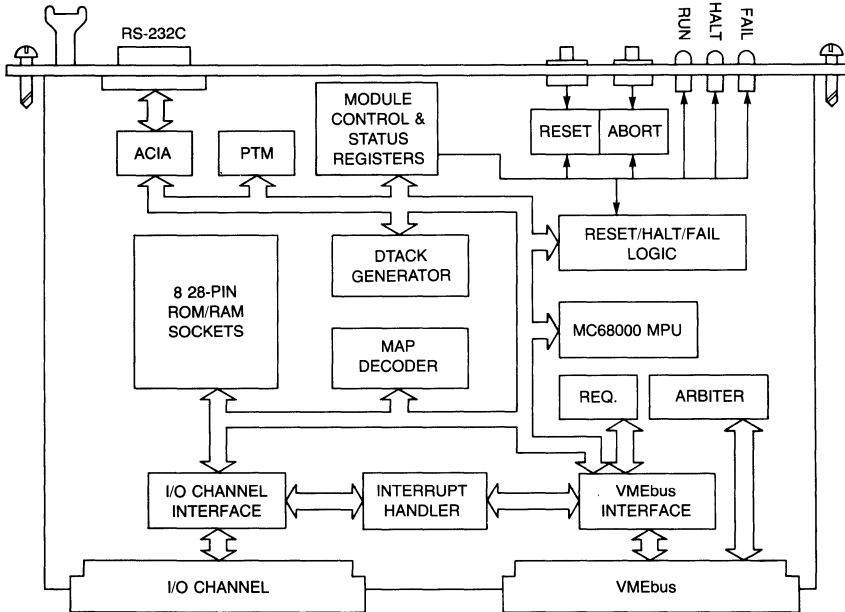 RS-232C
RUN
HALT
FAIL
MODULE
CONTROL &
STATUS
REGISTERS
RESET
ABORT
ACIA
PTM
RESET/HALT/FAIL
LOGIC
DTACK
GENERATOR
8 28-PIN
ROM/RAM
SOCKETS
MC68000 MPU
MAP
DECODER
REQ.
ARBITER
I/O CHANNEL
INTERFACE
INTERRUPT
HANDLER
VMEbus
INTERFACE
I/O CHANNEL
VMEbus